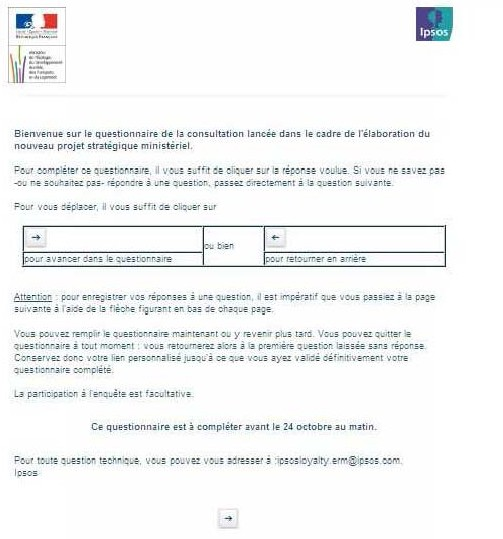 Liberté • Égalité • Fraternité
RÉPUBLIQUE FRANÇAISE
Ipsos
Ministère
de l'Écologie,
du Développement
durable,
des Transports
et du Logement
Bienvenue sur le questionnaire de la consultation lancée dans le cadre de l'élaboration du
nouveau projet stratégique ministériel.
Pour compléter ce questionnaire, il vous suffit de cliquer sur la réponse voulue. Si vous ne savez pas
-ou ne souhaitez pas- répondre à une question, passez directement à la question suivante.
Pour vous déplacer, il vous suffit de cliquer sur
→ ou bien ←
pour avancer dans le questionnaire pour retourner en arrière
Attention : pour enregistrer vos réponses à une question, il est impératif que vous passiez à la page
suivante à l'aide de la flèche figurant en bas de chaque page.
Vous pouvez remplir le questionnaire maintenant ou y revenir plus tard. Vous pouvez quitter le
questionnaire à tout moment : vous retournerez alors à la première question laissée sans réponse.
Conservez donc votre lien personnalisé jusqu'à ce que vous ayez validé définitivement votre
questionnaire complété.
La participation à l'enquête est facultative.
Ce questionnaire est à compléter avant le 24 octobre au matin.
Pour toute question technique, vous pouvez vous adresser à :ipsosloyalty.erm@ipsos.com.
Ipsos
→